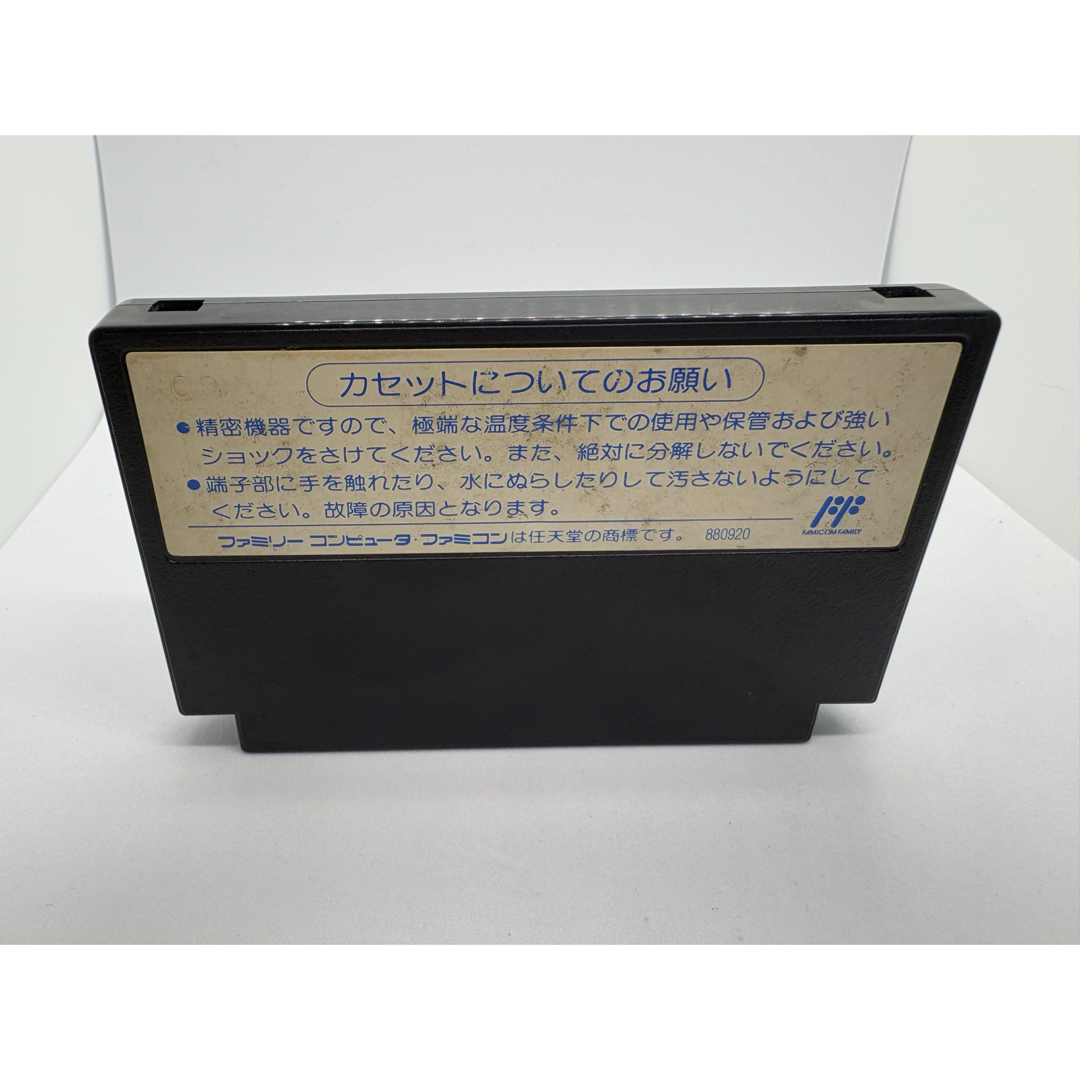 カセットについてのお願い
● 精密機器ですので、極端な温度条件下での使用や保管および強い
ショックをさけてください。また、絶対に分解しないでください。
● 端子部に手を触れたり、水にぬらしたりして汚さないようにして
ください。故障の原因となります。
ファミリー コンピュータ・ファミコンは任天堂の商標です。 880920
FF
FAMICOM FAMILY